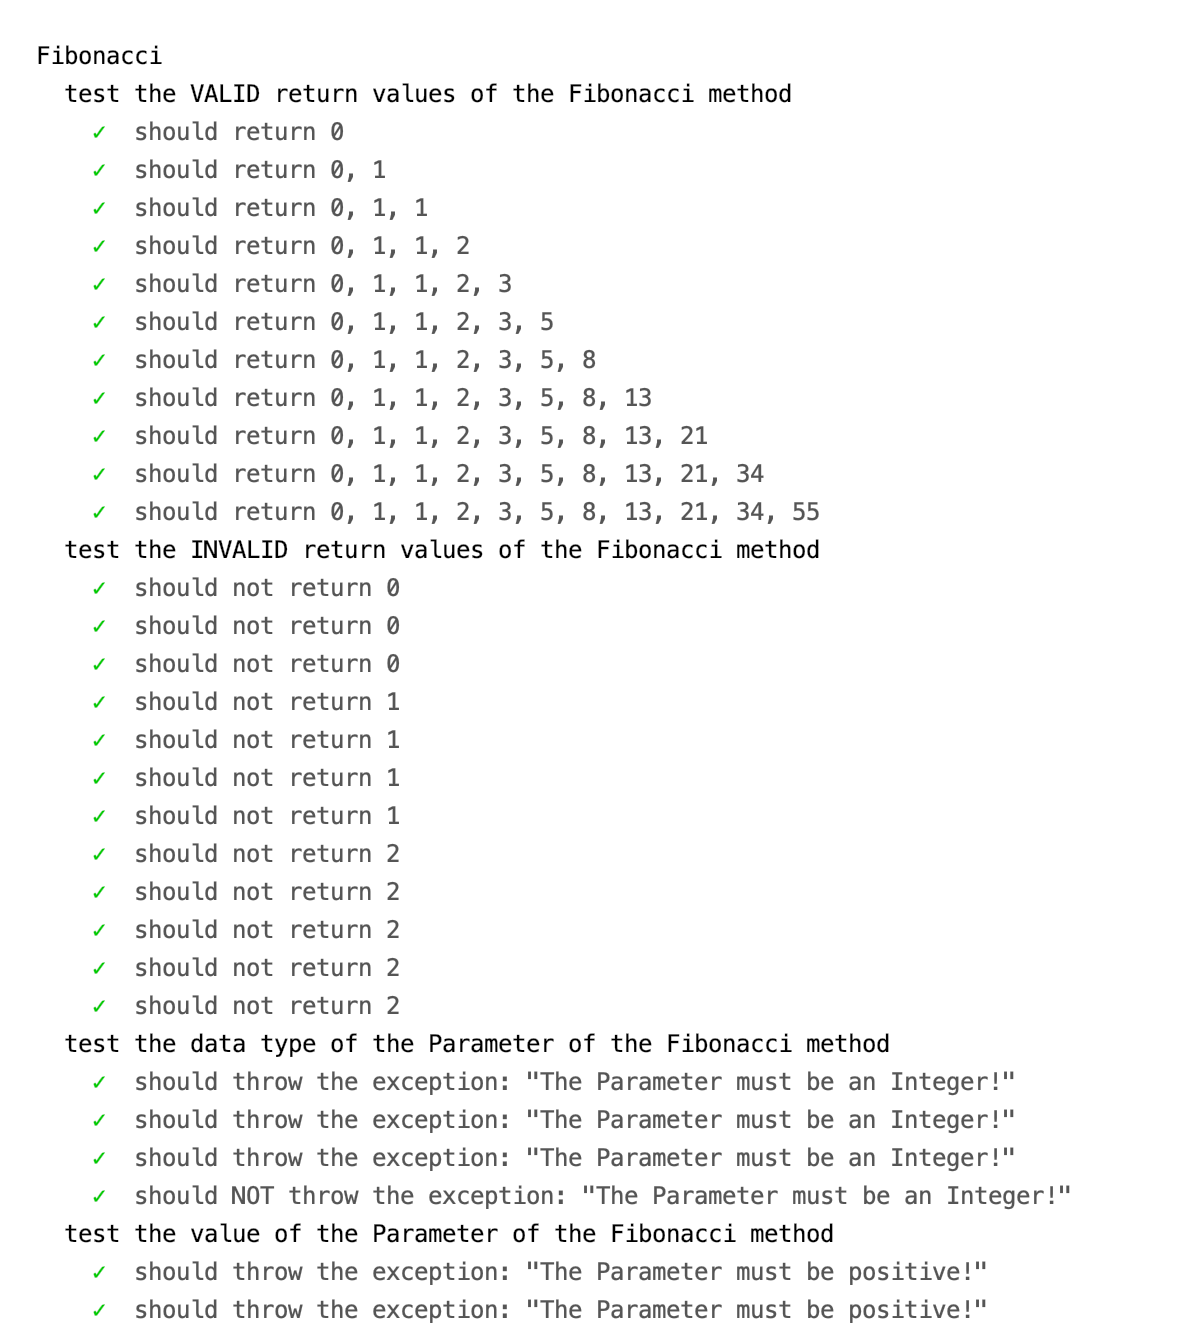 Fibonacci
test the VALID return values of the Fibonacci method
✓ should return 0
✓ should return 0, 1
✓ should return 0, 1, 1
✓ should return 0, 1, 1, 2
✓ should return 0, 1, 1, 2, 3
✓ should return 0, 1, 1, 2, 3, 5
✓ should return 0, 1, 1, 2, 3, 5, 8
✓ should return 0, 1, 1, 2, 3, 5, 8, 13
✓ should return 0, 1, 1, 2, 3, 5, 8, 13, 21
✓ should return 0, 1, 1, 2, 3, 5, 8, 13, 21, 34
✓ should return 0, 1, 1, 2, 3, 5, 8, 13, 21, 34, 55
test the INVALID return values of the Fibonacci method
✓ should not return 0
✓ should not return 0
✓ should not return 0
✓ should not return 1
✓ should not return 1
✓ should not return 1
✓ should not return 1
✓ should not return 2
✓ should not return 2
✓ should not return 2
✓ should not return 2
✓ should not return 2
test the data type of the Parameter of the Fibonacci method
✓ should throw the exception: "The Parameter must be an Integer!"
✓ should throw the exception: "The Parameter must be an Integer!"
✓ should throw the exception: "The Parameter must be an Integer!"
✓ should NOT throw the exception: "The Parameter must be an Integer!"
test the value of the Parameter of the Fibonacci method
✓ should throw the exception: "The Parameter must be positive!"
✓ should throw the exception: "The Parameter must be positive!"